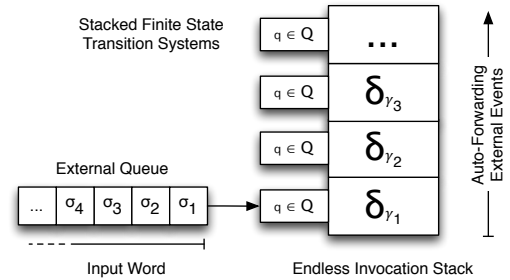 Stacked Finite State
Transition Systems
q ∈ Q
...
q ∈ Q
δγ3
q ∈ Q
δγ2
q ∈ Q
δγ1
Auto-Forwarding
External Events
External Queue
... σ4 σ3 σ2 σ1
Input Word
Endless Invocation Stack